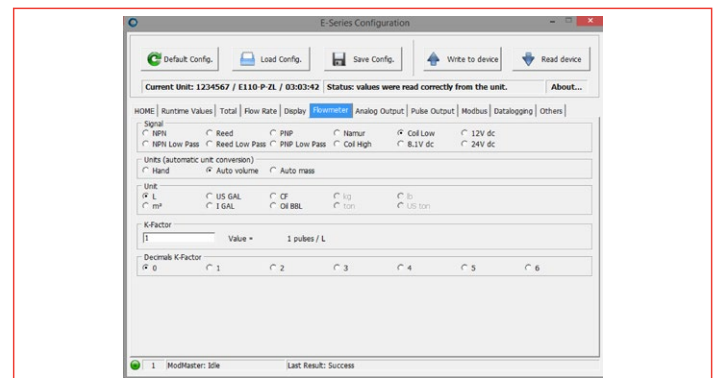 E-Series Configuration
Default Config. Load Config. Save Config. Write to device Read device
Current Unit: 1234567 / E110-P-ZL / 03:03:42 Status: values were read correctly from the unit. About...
HOME Runtime Values Total Flow Rate Display Flowmeter Analog Output Pulse Output Modbus Datalogging Others
Signal
NPN Reed PNP Namur Coil Low 12V dc
NPN Low Pass Reed Low Pass PNP Low Pass Coil High 8.1V dc 24V dc
Units (automatic unit conversion)
Hand Auto volume Auto mass
Unit
L US GAL CF kg lb
m³ I GAL Oil BBL ton US ton
K-Factor
1 Value = 1 pulses / L
Decimals K-Factor
0 1 2 3 4 5 6
1 ModMaster: Idle Last Result: Success